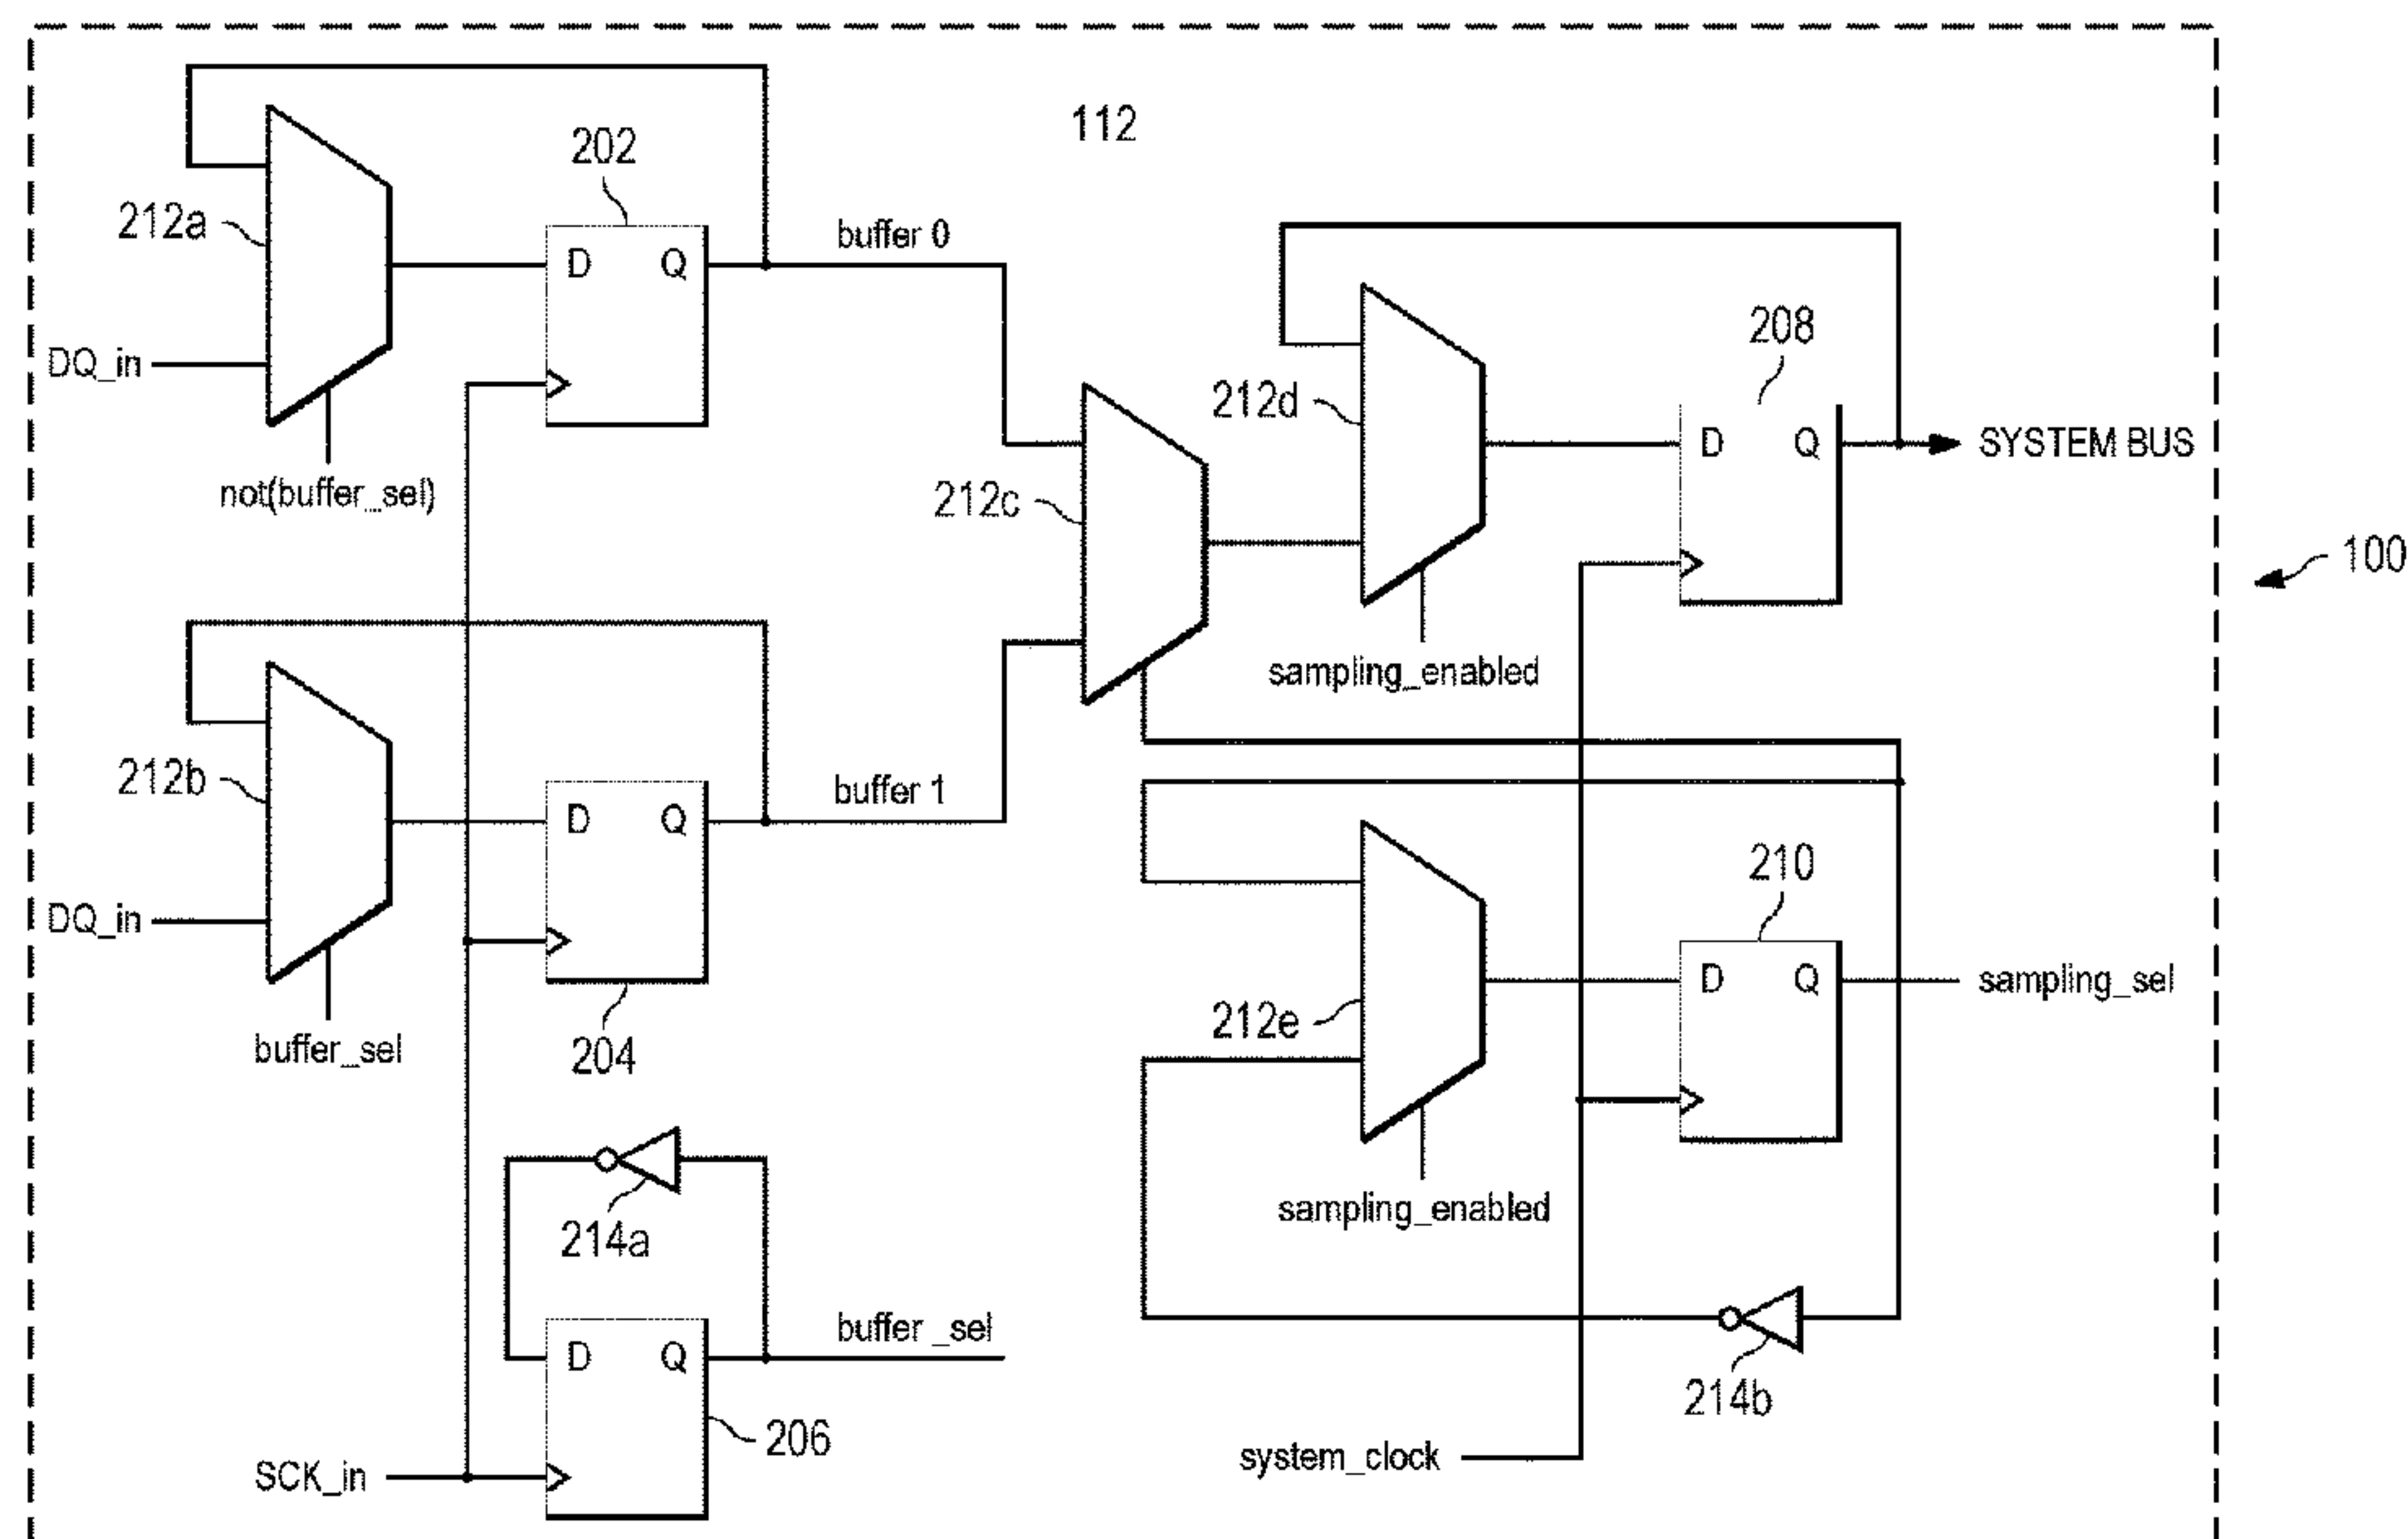 112
202
212a
buffer 0
D Q
DQ_in
not(buffer_sel)
208
212d
D Q
SYSTEM BUS
212c
100
sampling_enabled
212b
buffer 1
D Q
DQ_in
buffer_sel
204
210
D Q
sampling_sel
212e
sampling_enabled
214a
buffer _sel
D Q
206
SCK_in
214b
system_clock